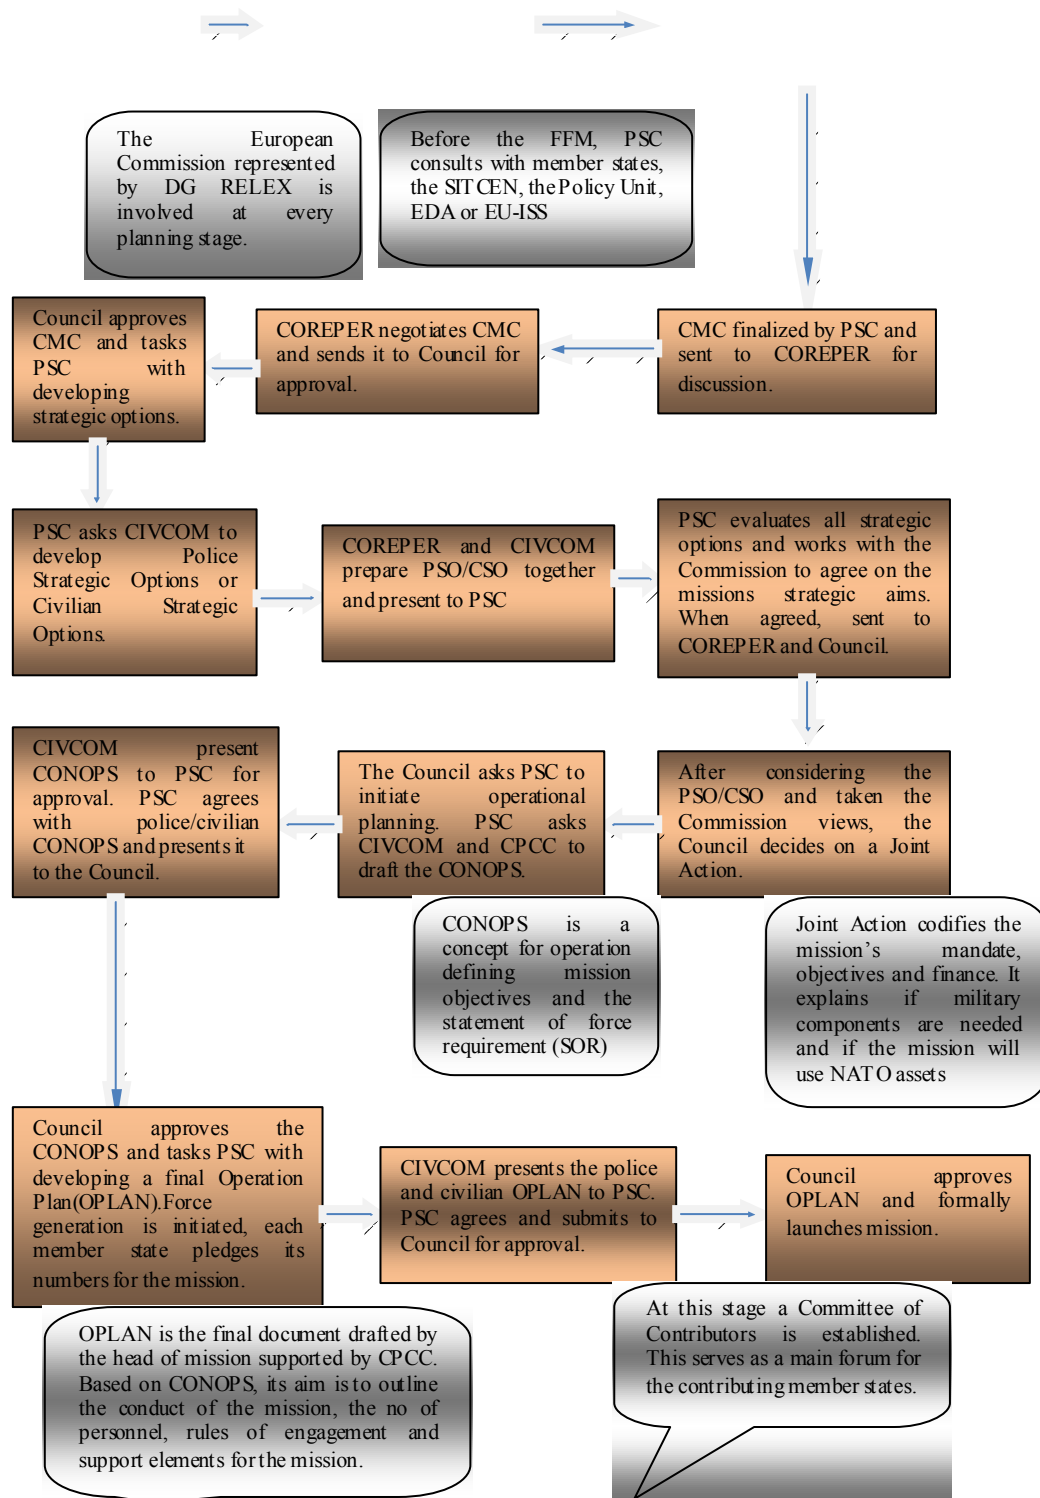 The European
Commission represented
by DG RELEX is
involved at every
planning stage.
Before the FFM, PSC
consults with member states,
the SITCEN, the Policy Unit,
EDA or EU-ISS
Council approves
CMC and tasks
PSC with
developing
strategic options.
COREPER negotiates CMC
and sends it to Council for
approval.
CMC finalized by PSC and
sent to COREPER for
discussion.
PSC asks CIVCOM to
develop Police
Strategic Options or
Civilian Strategic
Options.
COREPER and CIVCOM
prepare PSO/CSO together
and present to PSC
PSC evaluates all strategic
options and works with the
Commission to agree on the
missions strategic aims.
When agreed, sent to
COREPER and Council.
CIVCOM present
CONOPS to PSC for
approval. PSC agrees
with police/civilian
CONOPS and presents it
to the Council.
The Council asks PSC to
initiate operational
planning. PSC asks
CIVCOM and CPCC to
draft the CONOPS.
After considering the
PSO/CSO and taken the
Commission views, the
Council decides on a Joint
Action.
CONOPS is a
concept for operation
defining mission
objectives and the
statement of force
requirement (SOR)
Joint Action codifies the
mission's mandate,
objectives and finance. It
explains if military
components are needed
and if the mission will
use NATO assets
Council approves the
CONOPS and tasks PSC with
developing a final Operation
Plan(OPLAN).Force
generation is initiated, each
member state pledges its
numbers for the mission.
CIVCOM presents the police
and civilian OPLAN to PSC.
PSC agrees and submits to
Council for approval.
Council approves
OPLAN and formally
launches mission.
OPLAN is the final document drafted by
the head of mission supported by CPCC.
Based on CONOPS, its aim is to outline
the conduct of the mission, the no of
personnel, rules of engagement and
support elements for the mission.
At this stage a Committee of
Contributors is established.
This serves as a main forum for
the contributing member states.